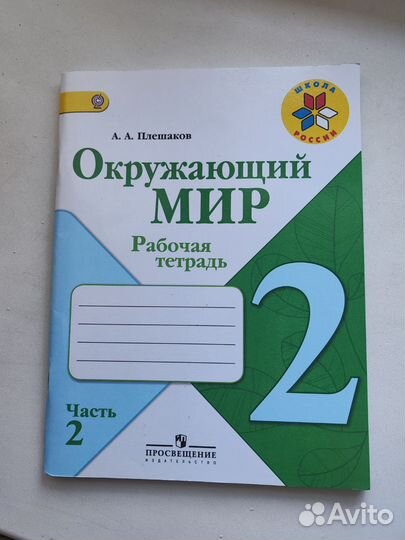 ШКОЛА
РОССИИ
А. А. Плешаков
Окружающий
МИР
Рабочая
тетрадь
2
Часть
2
ПРОСВЕЩЕНИЕ
ИЗДАТЕЛЬСТВО
Avito